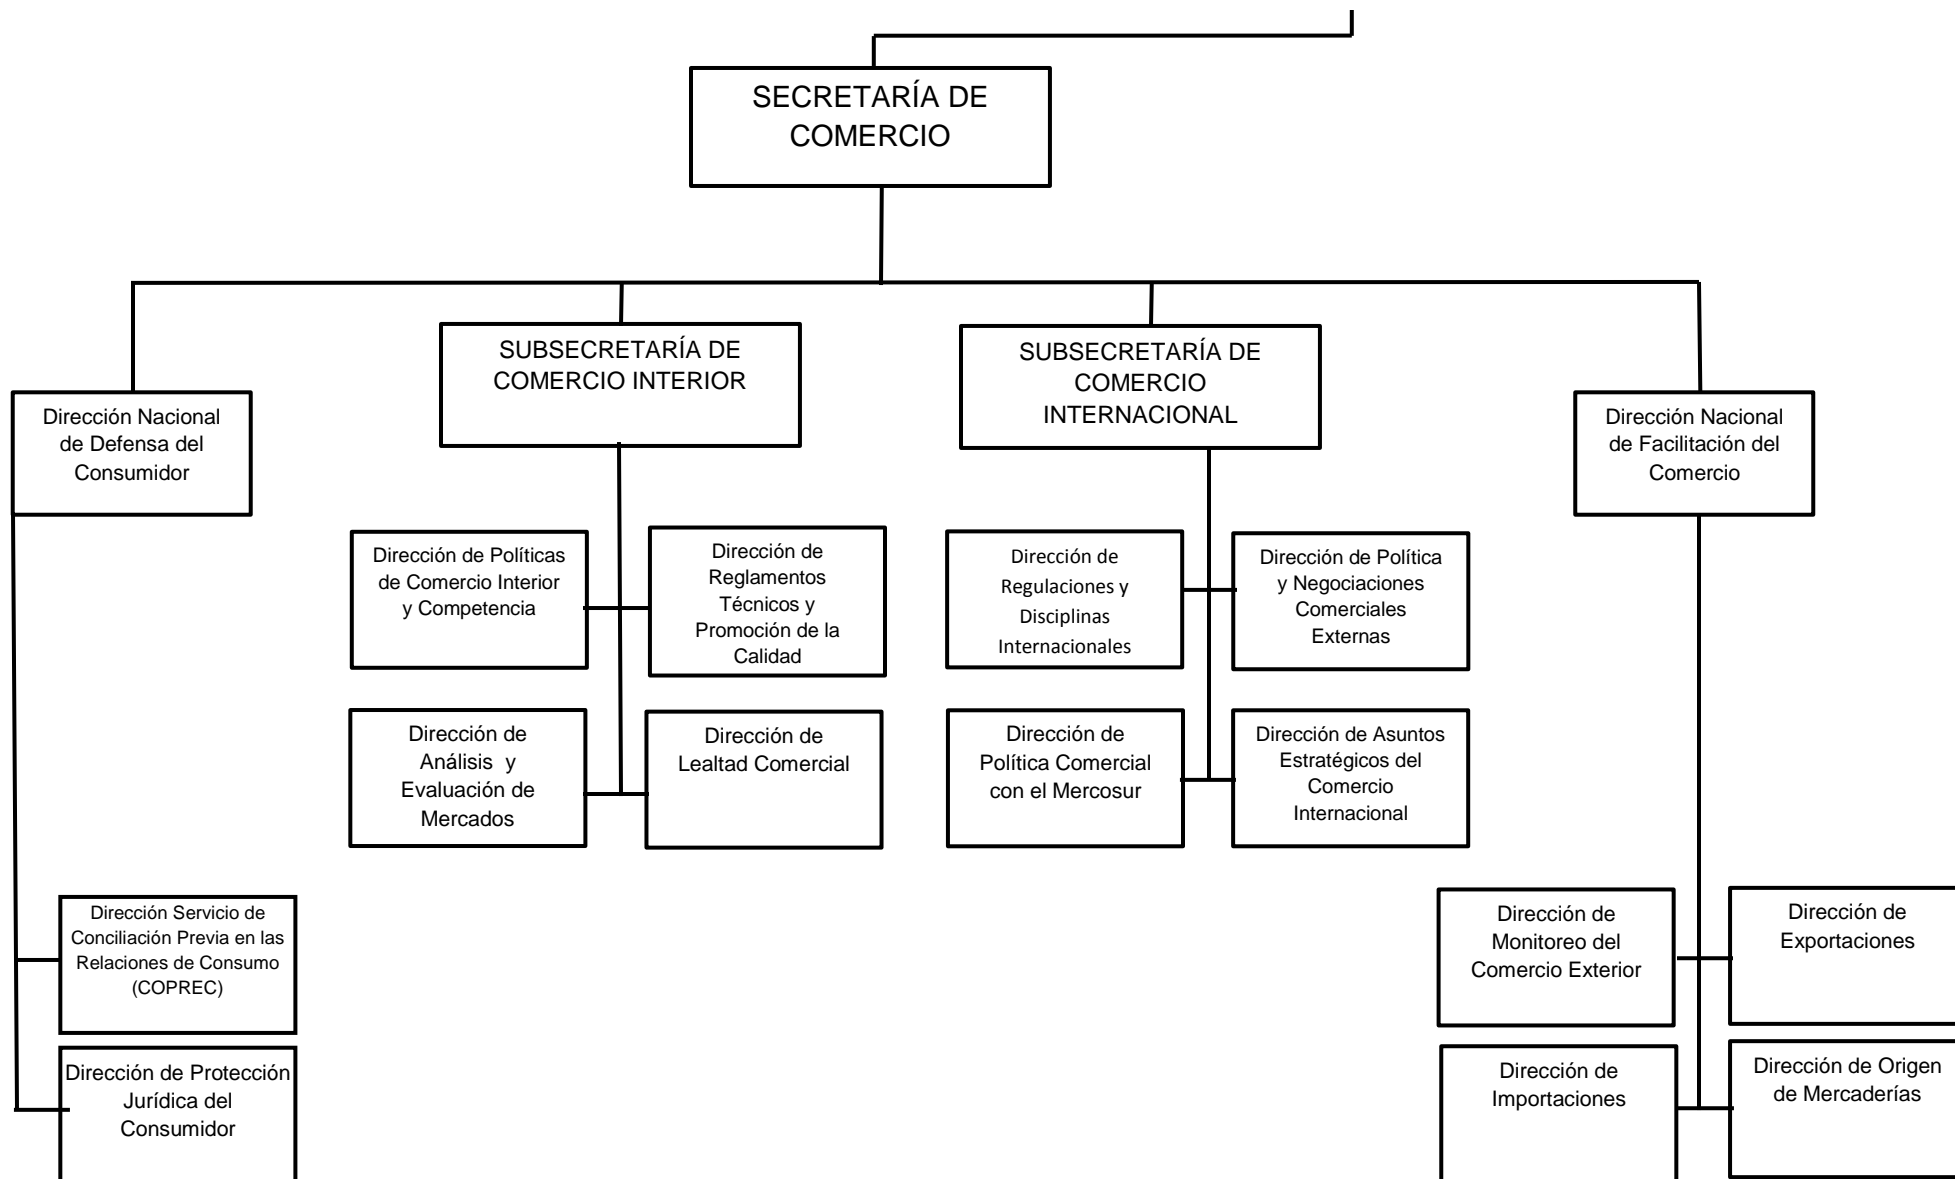 SECRETARÍA DE
COMERCIO
SUBSECRETARÍA DE
COMERCIO INTERIOR
SUBSECRETARÍA DE
COMERCIO
INTERNACIONAL
Dirección Nacional
de Defensa del
Consumidor
Dirección Nacional
de Facilitación del
Comercio
Dirección de Políticas
de Comercio Interior
y Competencia
Dirección de
Reglamentos
Técnicos y
Promoción de la
Calidad
Dirección de
Regulaciones y
Disciplinas
Internacionales
Dirección de Política
y Negociaciones
Comerciales
Externas
Dirección de
Análisis y
Evaluación de
Mercados
Dirección de
Lealtad Comercial
Dirección de
Política Comercial
con el Mercosur
Dirección de Asuntos
Estratégicos del
Comercio
Internacional
Dirección Servicio de
Conciliación Previa en las
Relaciones de Consumo
(COPREC)
Dirección de
Monitoreo del
Comercio Exterior
Dirección de
Exportaciones
Dirección de Protección
Jurídica del
Consumidor
Dirección de
Importaciones
Dirección de Origen
de Mercaderías